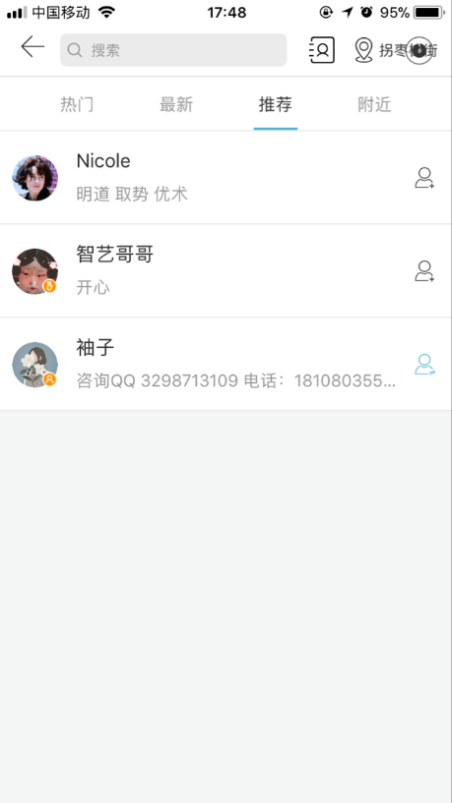 中国移动 17:48 95%
搜索 拐枣
热门 最新 推荐 附近
Nicole
明道 取势 优术
智艺哥哥
开心
袖子
咨询QQ 3298713109 电话：181080355...